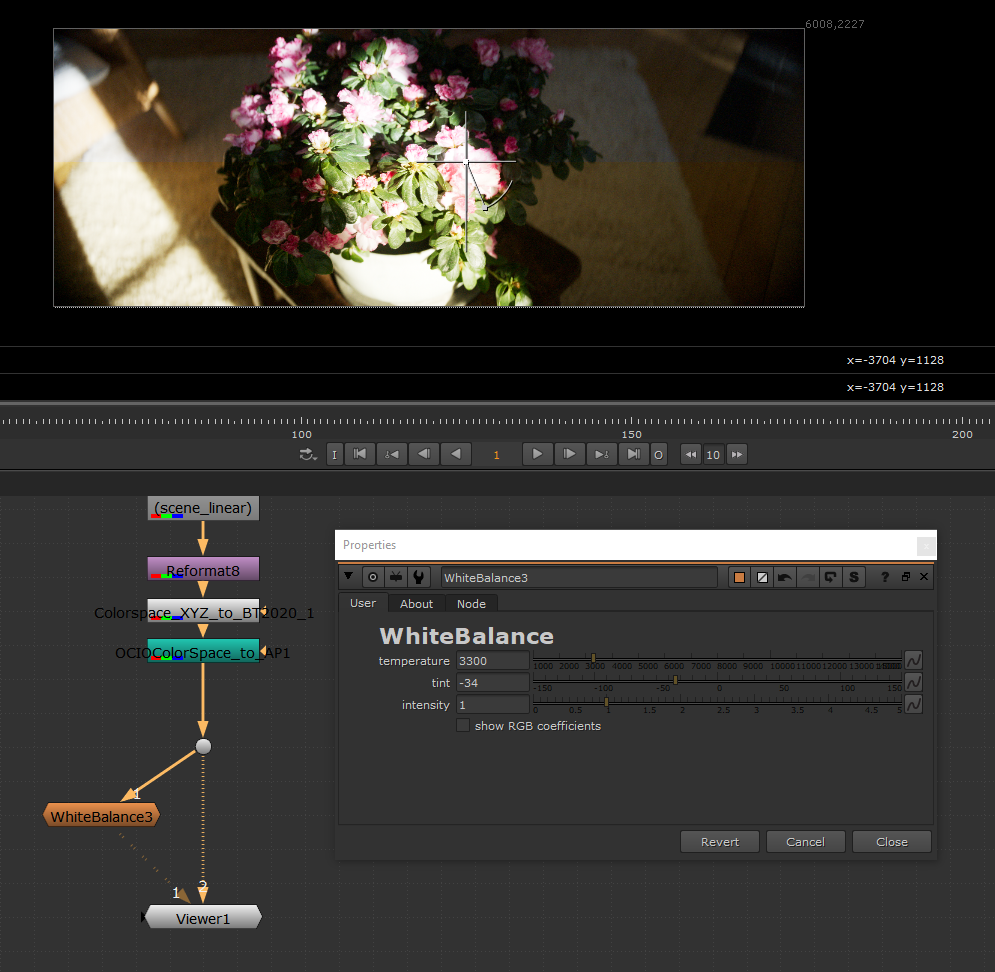 6008,2227
x=-3704 y=1128
x=-3704 y=1128
100 150 200
I 1 O 10
(scene_linear)
Reformat8
Colorspace_XYZ_to_BT2020_1
OCIOColorSpace_to_AP1
1
WhiteBalance3
1 2
Viewer1
Properties
WhiteBalance3 S ?
User About Node
WhiteBalance
temperature 3300
1000 2000 3000 4000 5000 6000 7000 8000 9000 10000 11000 12000 13000
tint -34
-150 -100 -50 0 50 100 150
intensity 1
0 0.5 1 1.5 2 2.5 3 3.5 4 4.5 5
show RGB coefficients
Revert Cancel Close